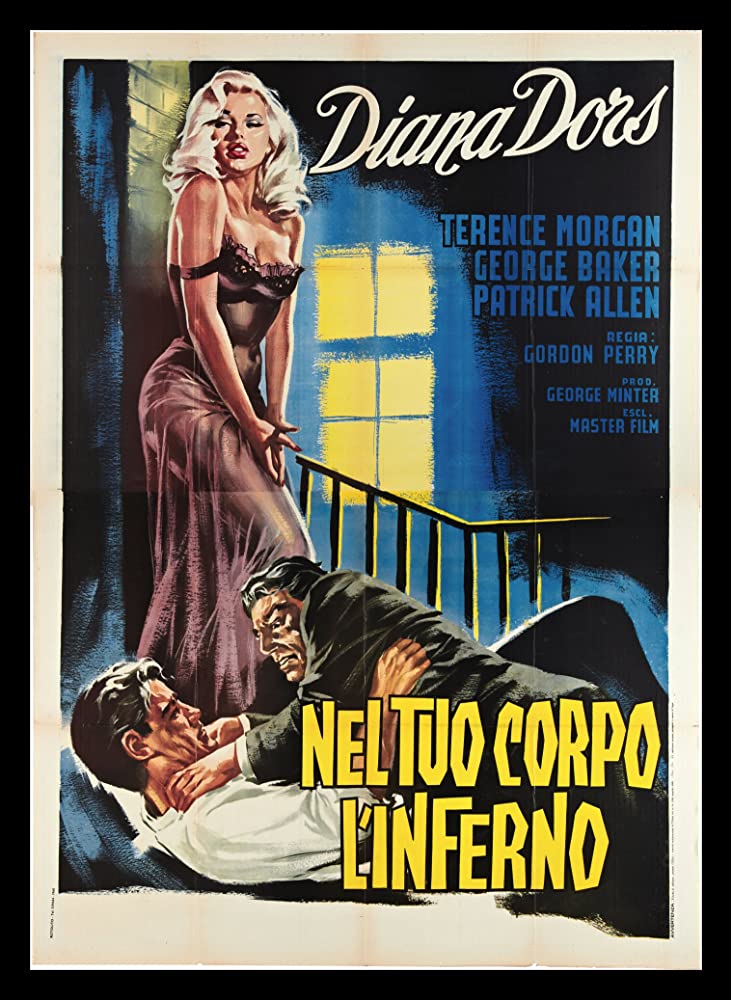 Diana Dors
TERENCE MORGAN
GEORGE BAKER
PATRICK ALLEN
REGIA:
GORDON PERRY
PROD.
GEORGE MINTER
ESCL.
MASTER FILM
NEL TUO CORPO
L'INFERNO